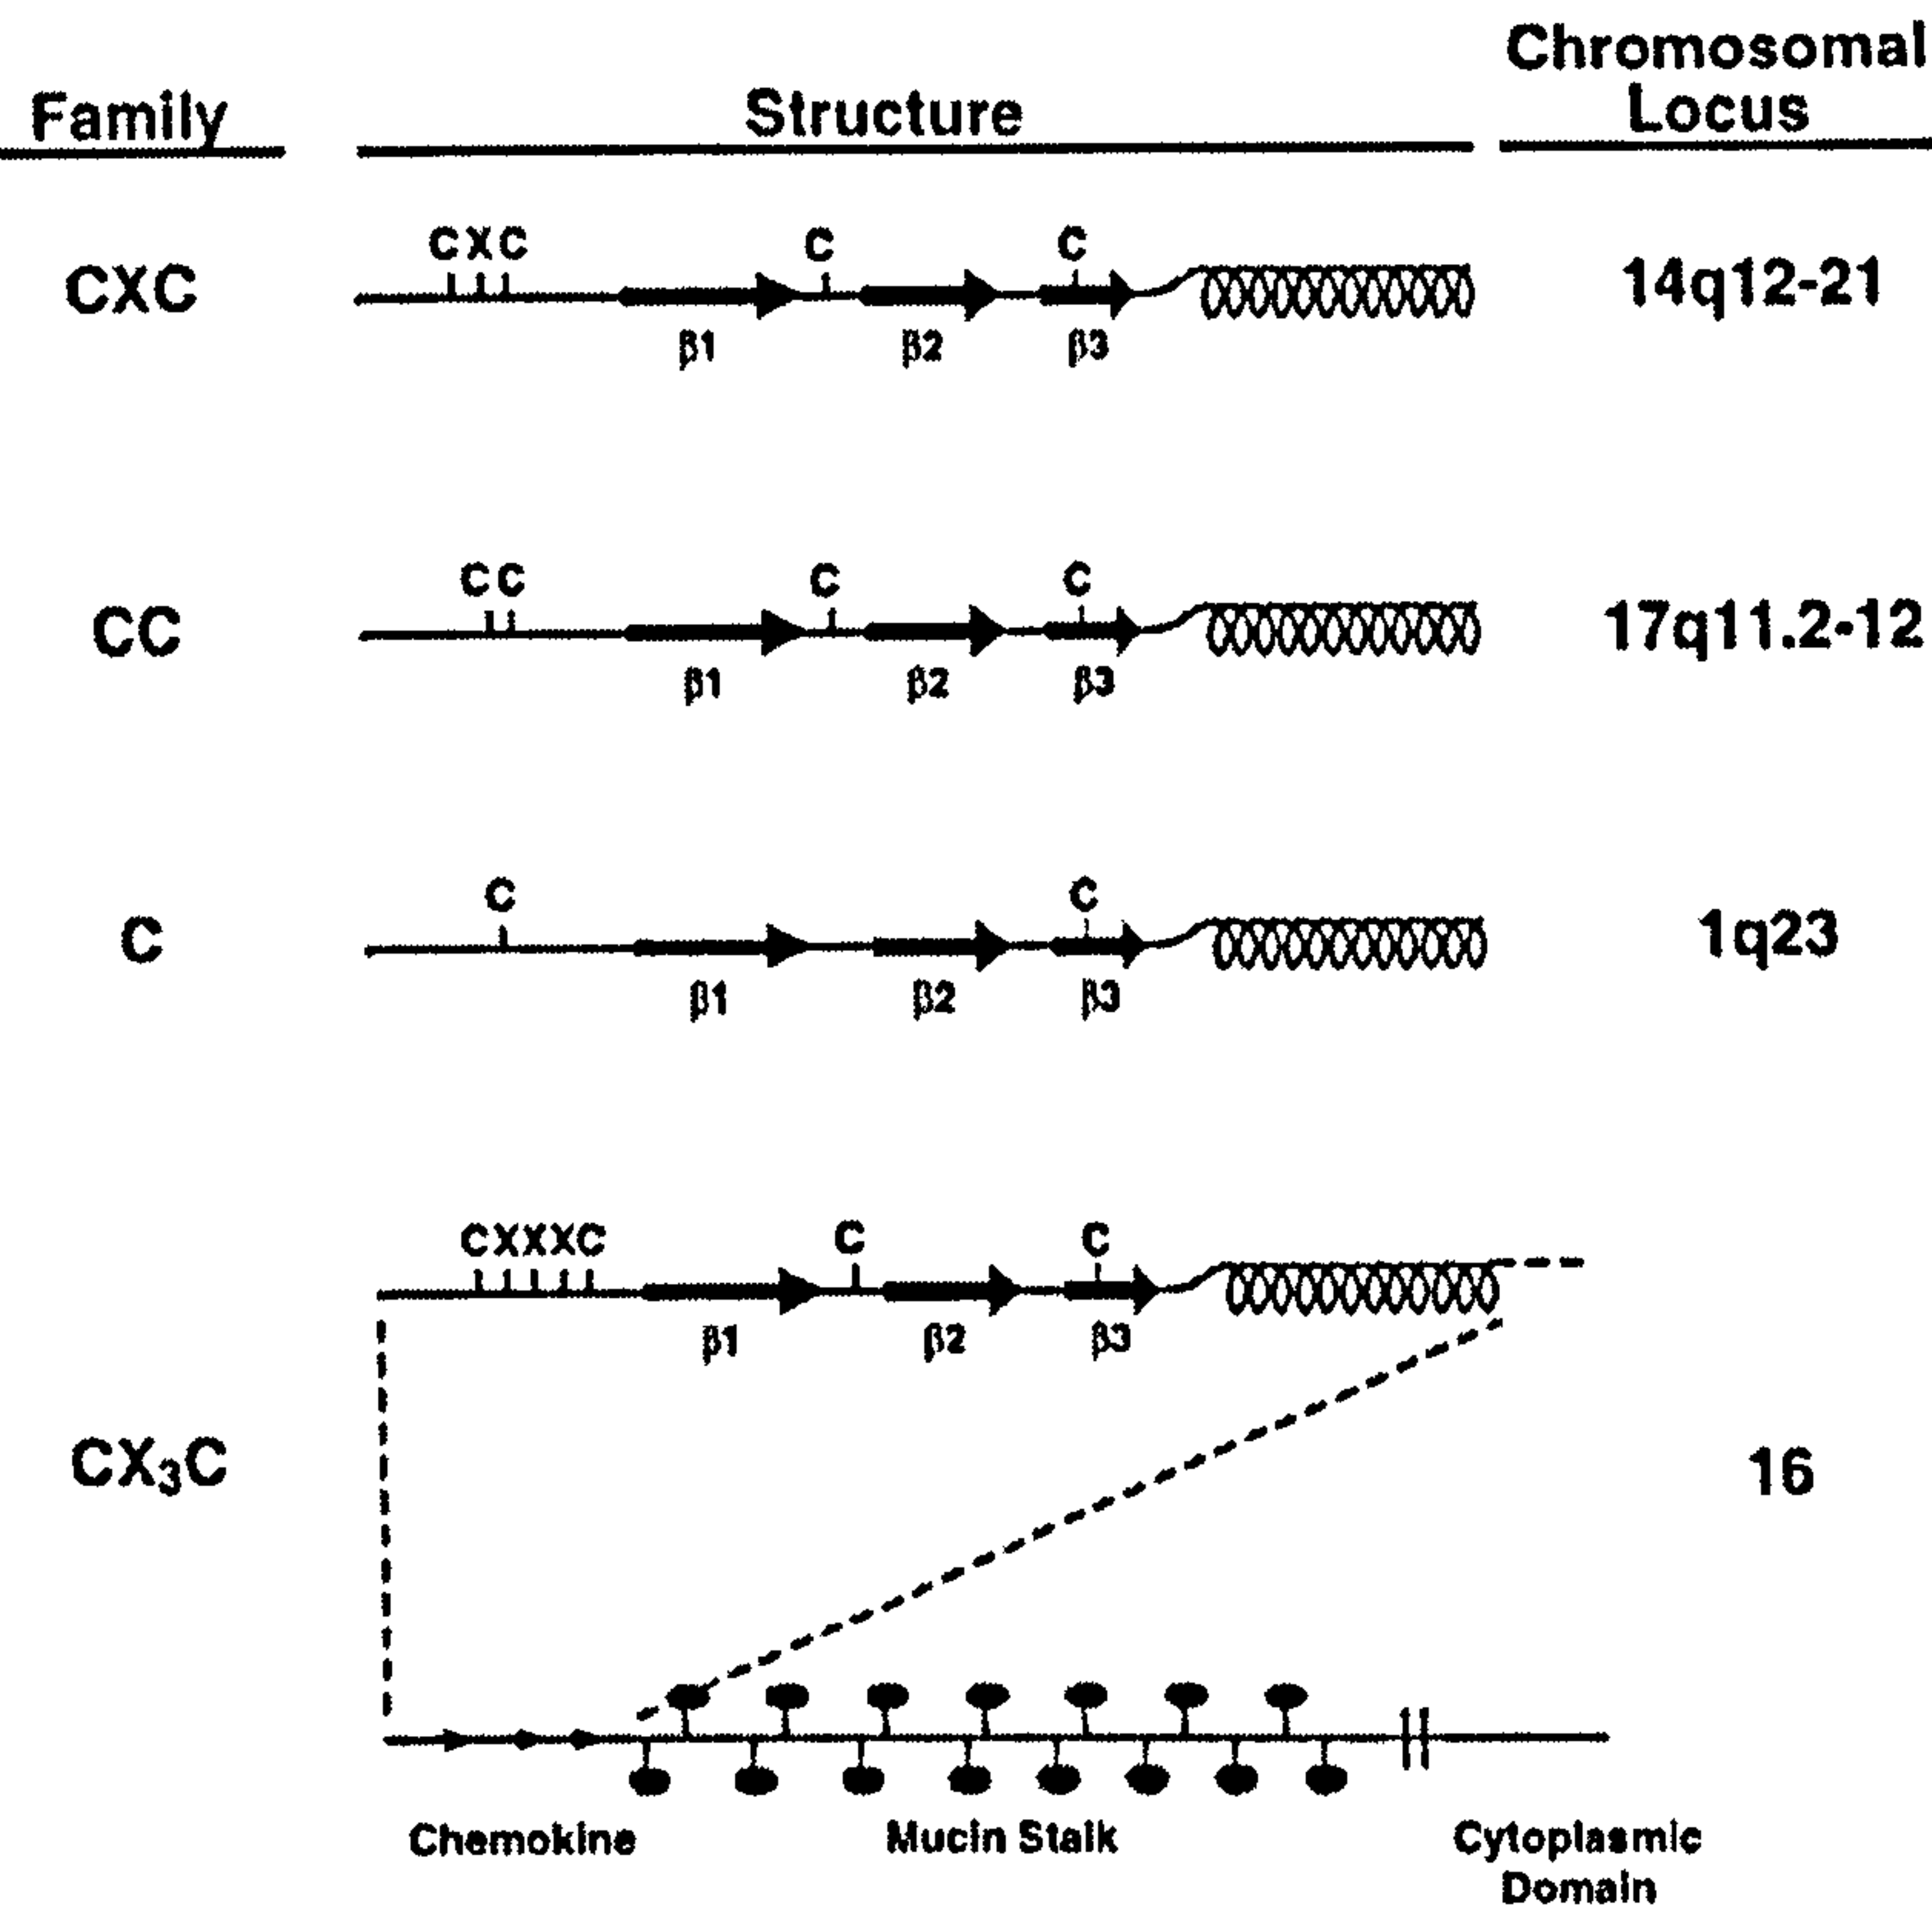 Chromosomal
Family Structure Locus
CXC C C
CXC 14q12-21
β1 β2 β3
CC C C
CC 17q11.2-12
β1 β2 β3
C C
C 1q23
β1 β2 β3
CXXXC C C
β1 β2 β3
CX₃C 16
Chemokine Mucin Stalk Cytoplasmic
Domain